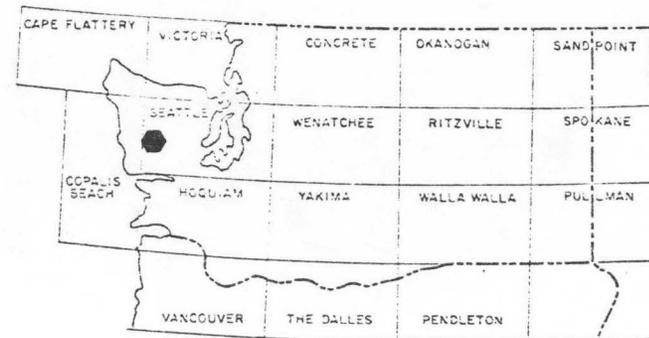 CAPE FLATTERY
VICTORIA
CONCRETE
OKANOGAN
SAND POINT
SEATTLE
WENATCHEE
RITZVILLE
SPOKANE
COPALIS
BEACH
HOQUIAM
YAKIMA
WALLA WALLA
PULLMAN
VANCOUVER
THE DALLES
PENDLETON